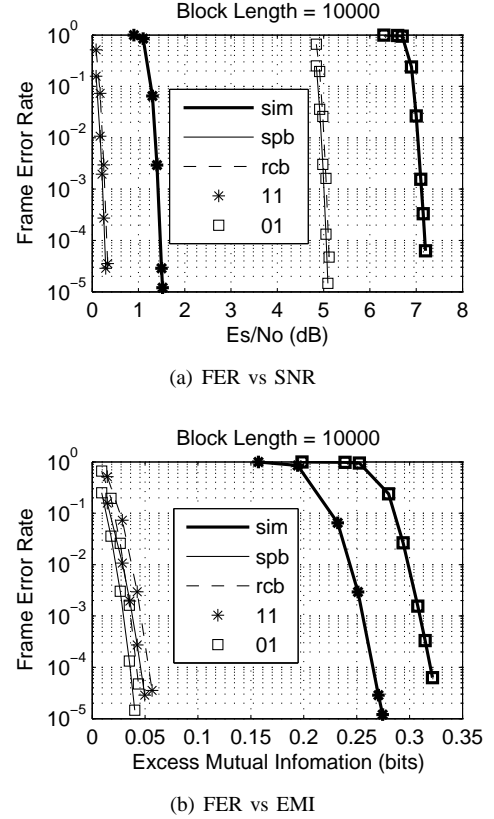 Block Length = 10000
Frame Error Rate
10^0
10^-1
10^-2
10^-3
10^-4
10^-5
sim
spb
rcb
11
01
0 1 2 3 4 5 6 7 8
Es/No (dB)
(a) FER vs SNR
Block Length = 10000
Frame Error Rate
10^0
10^-1
10^-2
10^-3
10^-4
10^-5
sim
spb
rcb
11
01
0 0.05 0.1 0.15 0.2 0.25 0.3 0.35
Excess Mutual Infomation (bits)
(b) FER vs EMI